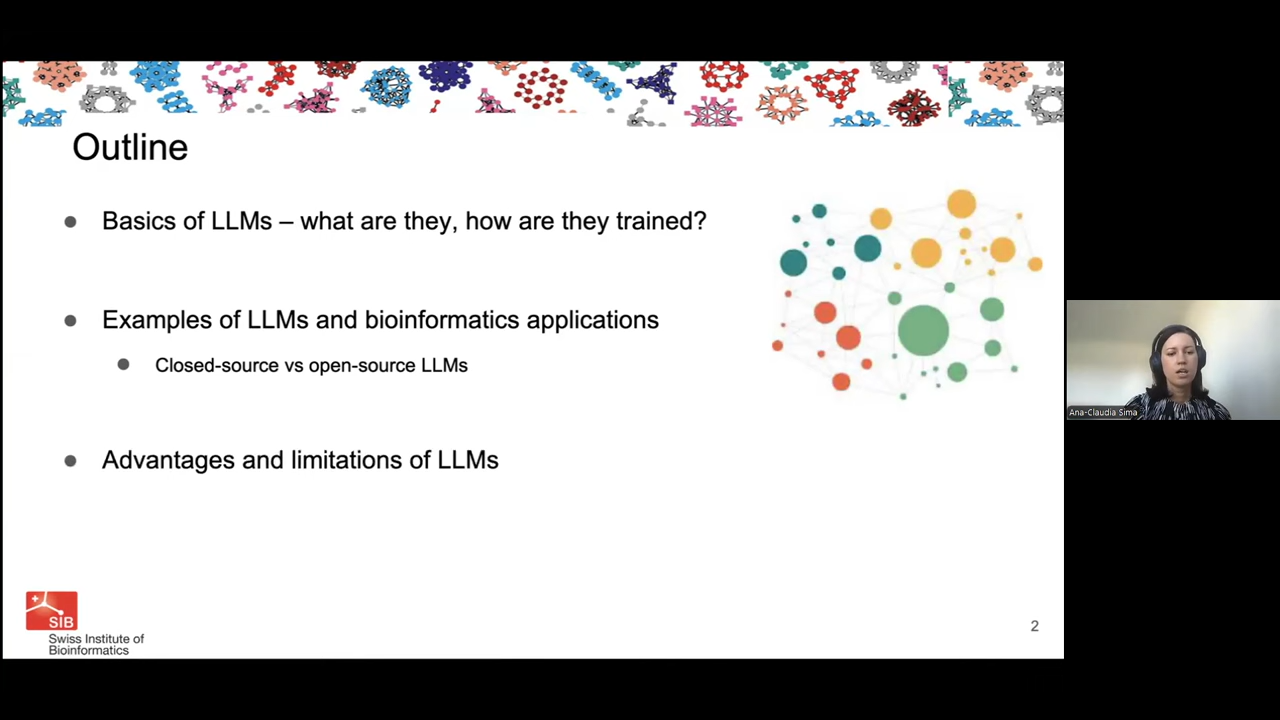 Outline
Basics of LLMs – what are they, how are they trained?
Examples of LLMs and bioinformatics applications
Closed-source vs open-source LLMs
Advantages and limitations of LLMs
Ana-Claudia Sima
SIB
Swiss Institute of
Bioinformatics
2